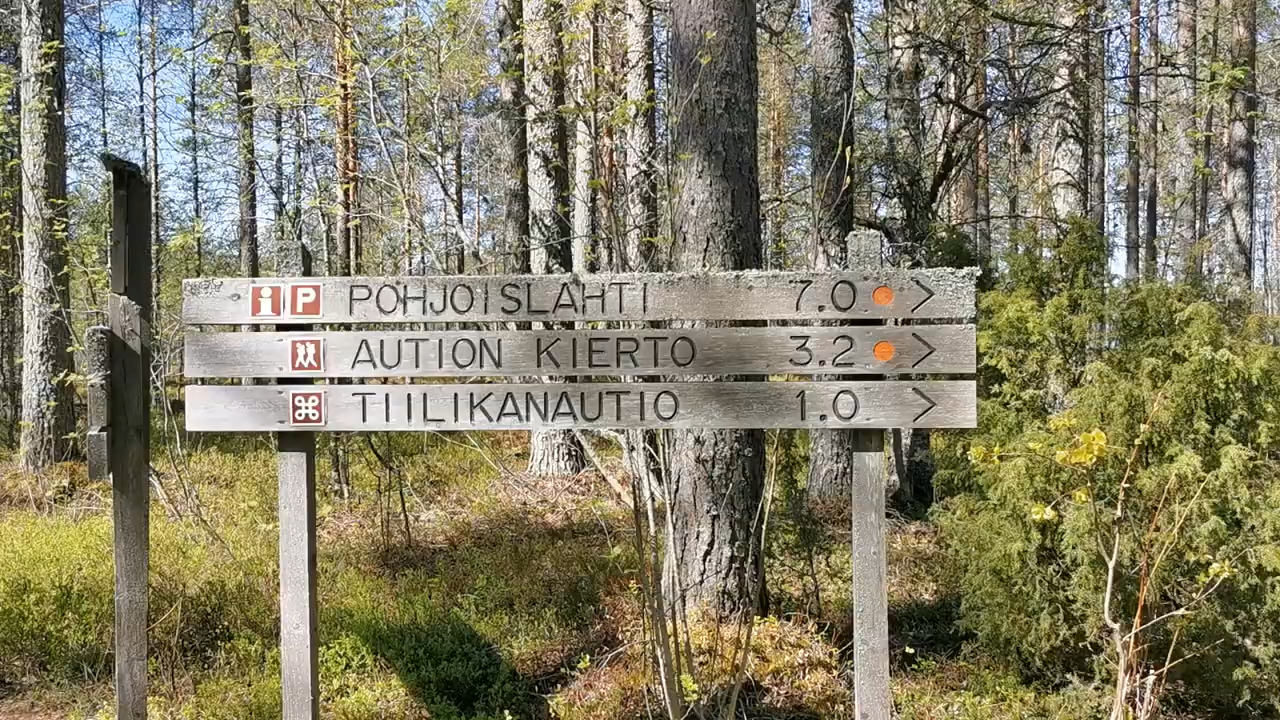 i P POHJOISLAHTI 7.0 >
AUTION KIERTO 3.2 >
⌘ TIILIKANAUTIO 1.0 >